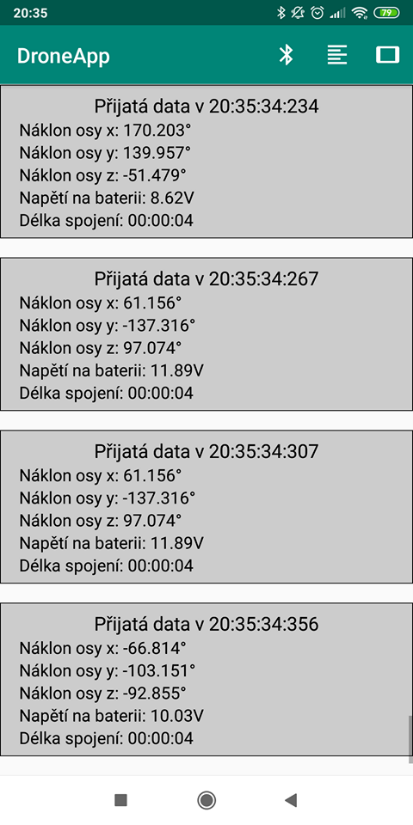 20:35
79
DroneApp
Přijatá data v 20:35:34:234
Náklon osy x: 170.203°
Náklon osy y: 139.957°
Náklon osy z: -51.479°
Napětí na baterii: 8.62V
Délka spojení: 00:00:04
Přijatá data v 20:35:34:267
Náklon osy x: 61.156°
Náklon osy y: -137.316°
Náklon osy z: 97.074°
Napětí na baterii: 11.89V
Délka spojení: 00:00:04
Přijatá data v 20:35:34:307
Náklon osy x: 61.156°
Náklon osy y: -137.316°
Náklon osy z: 97.074°
Napětí na baterii: 11.89V
Délka spojení: 00:00:04
Přijatá data v 20:35:34:356
Náklon osy x: -66.814°
Náklon osy y: -103.151°
Náklon osy z: -92.855°
Napětí na baterii: 10.03V
Délka spojení: 00:00:04